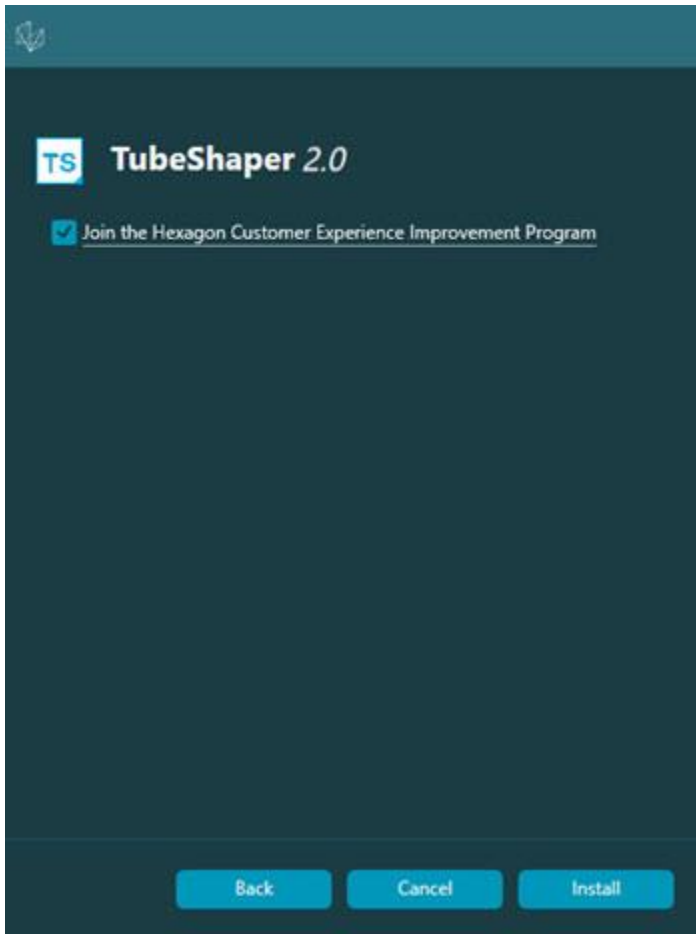 TS
TubeShaper 2.0
Join the Hexagon Customer Experience Improvement Program
Back
Cancel
Install